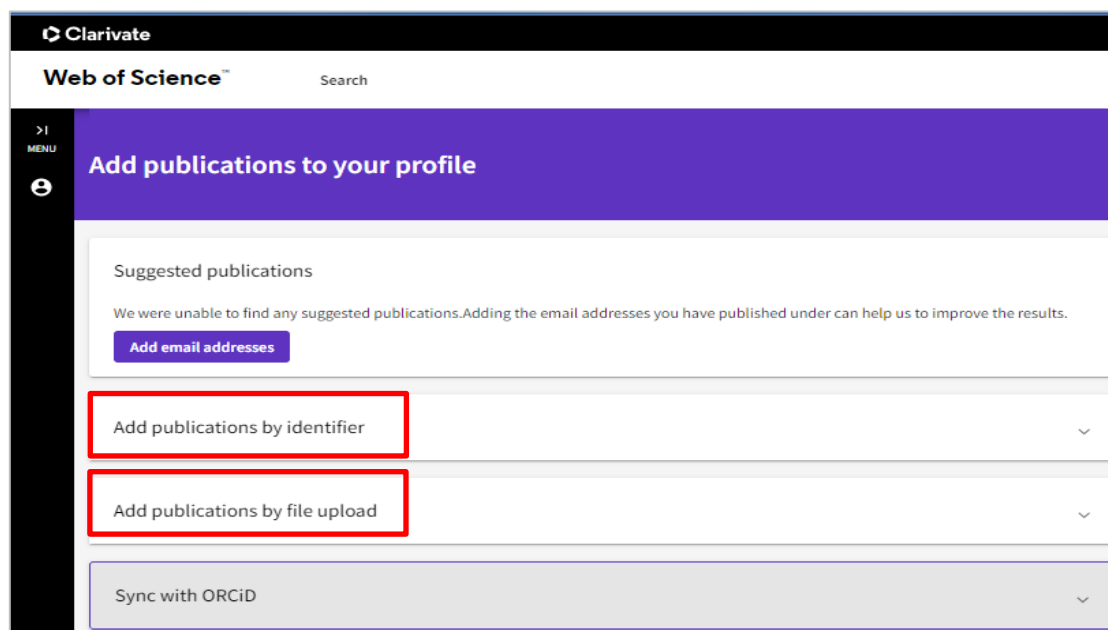 Clarivate
Web of Science™
Search
MENU
Add publications to your profile
Suggested publications
We were unable to find any suggested publications.Adding the email addresses you have published under can help us to improve the results.
Add email addresses
Add publications by identifier
Add publications by file upload
Sync with ORCiD